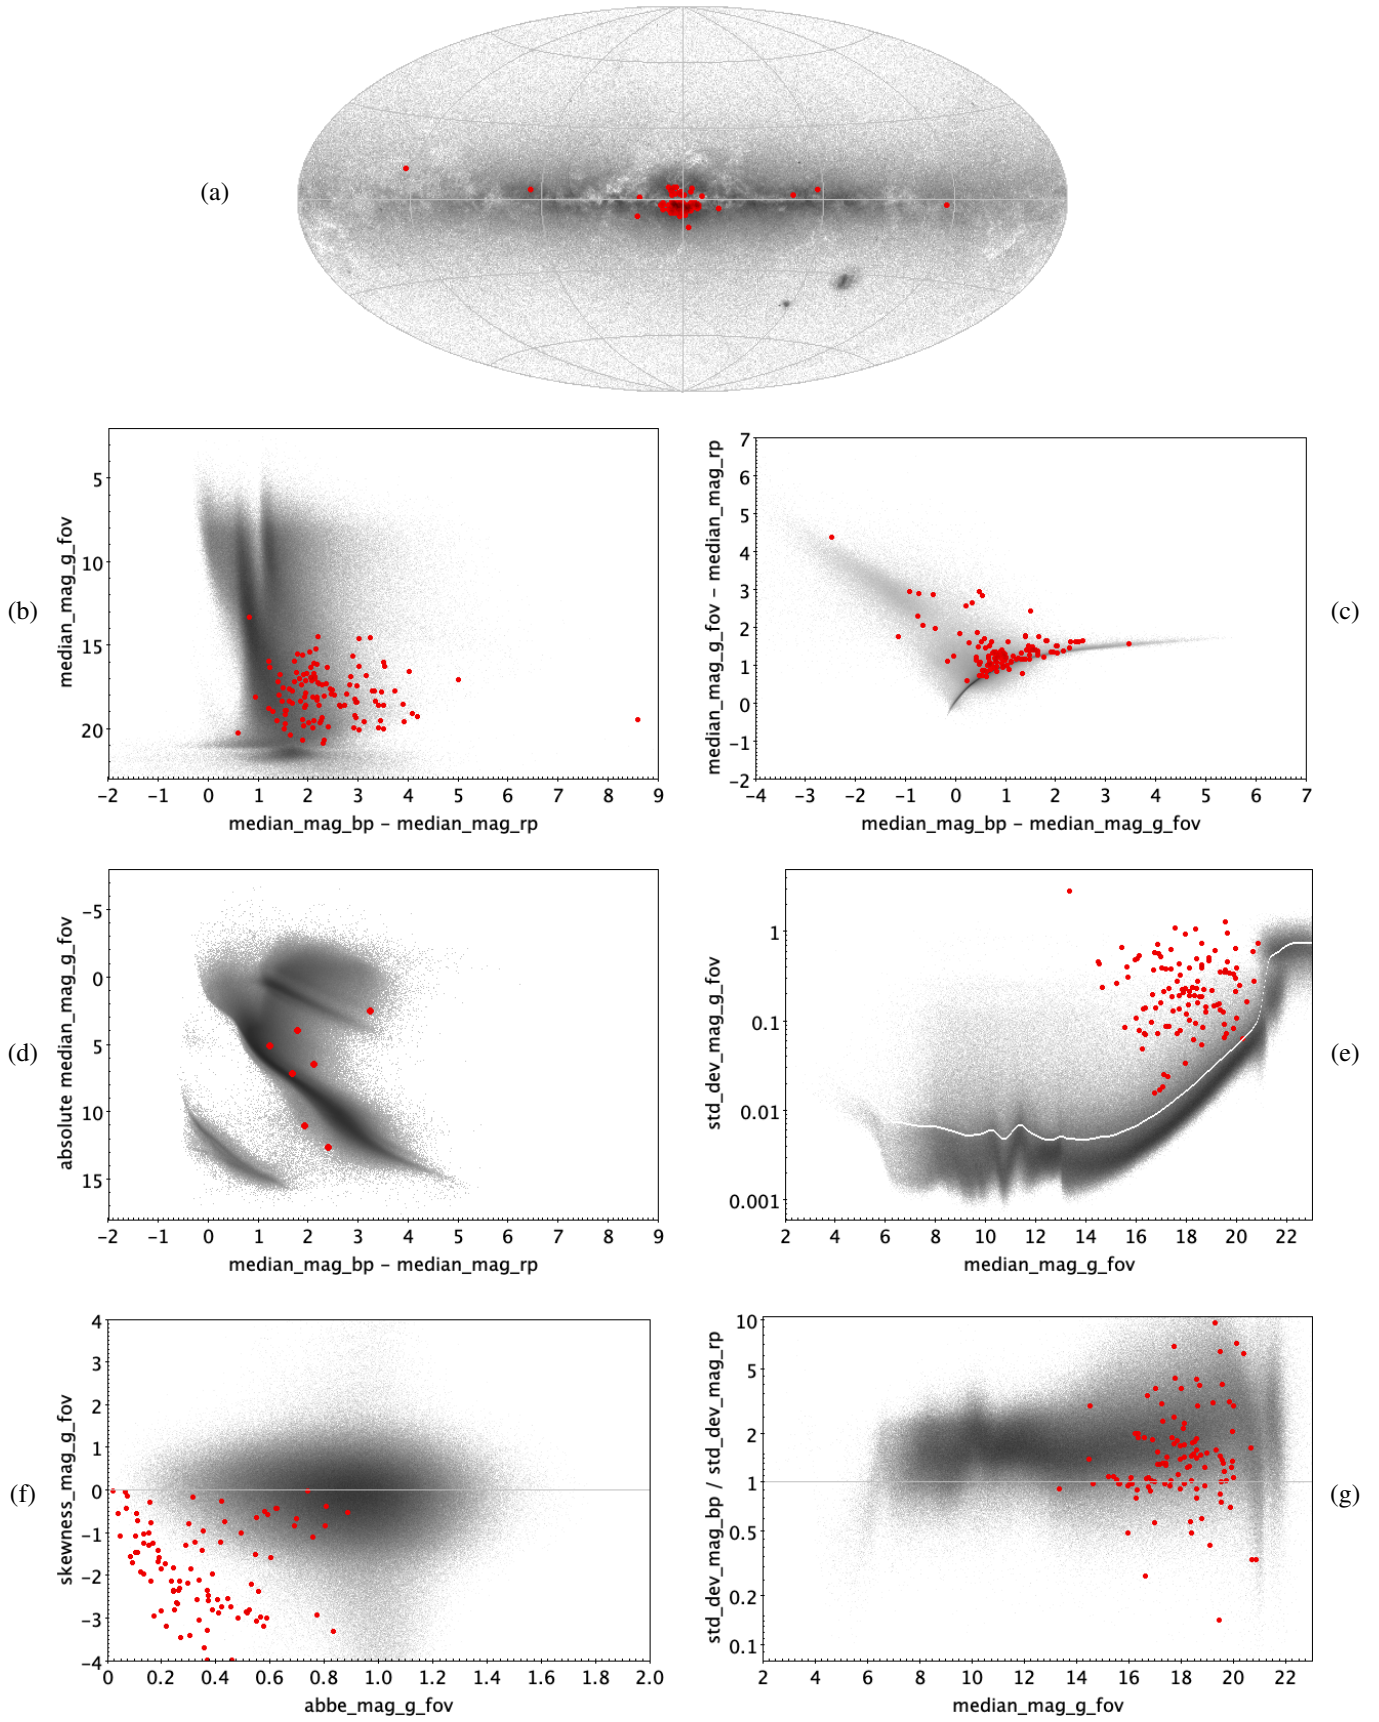 (a)
5
10
15
20
median_mag_g_fov
−2 −1 0 1 2 3 4 5 6 7 8 9
median_mag_bp − median_mag_rp
(b)
7
6
5
4
3
2
1
0
−1
−2
median_mag_g_fov − median_mag_rp
−4 −3 −2 −1 0 1 2 3 4 5 6 7
median_mag_bp − median_mag_g_fov
(c)
−5
0
5
10
15
absolute median_mag_g_fov
−2 −1 0 1 2 3 4 5 6 7 8 9
median_mag_bp − median_mag_rp
(d)
1
0.1
0.01
0.001
std_dev_mag_g_fov
2 4 6 8 10 12 14 16 18 20 22
median_mag_g_fov
(e)
4
3
2
1
0
−1
−2
−3
−4
skewness_mag_g_fov
0 0.2 0.4 0.6 0.8 1.0 1.2 1.4 1.6 1.8 2.0
abbe_mag_g_fov
(f)
10
5
2
1
0.5
0.2
0.1
std_dev_mag_bp / std_dev_mag_rp
2 4 6 8 10 12 14 16 18 20 22
median_mag_g_fov
(g)